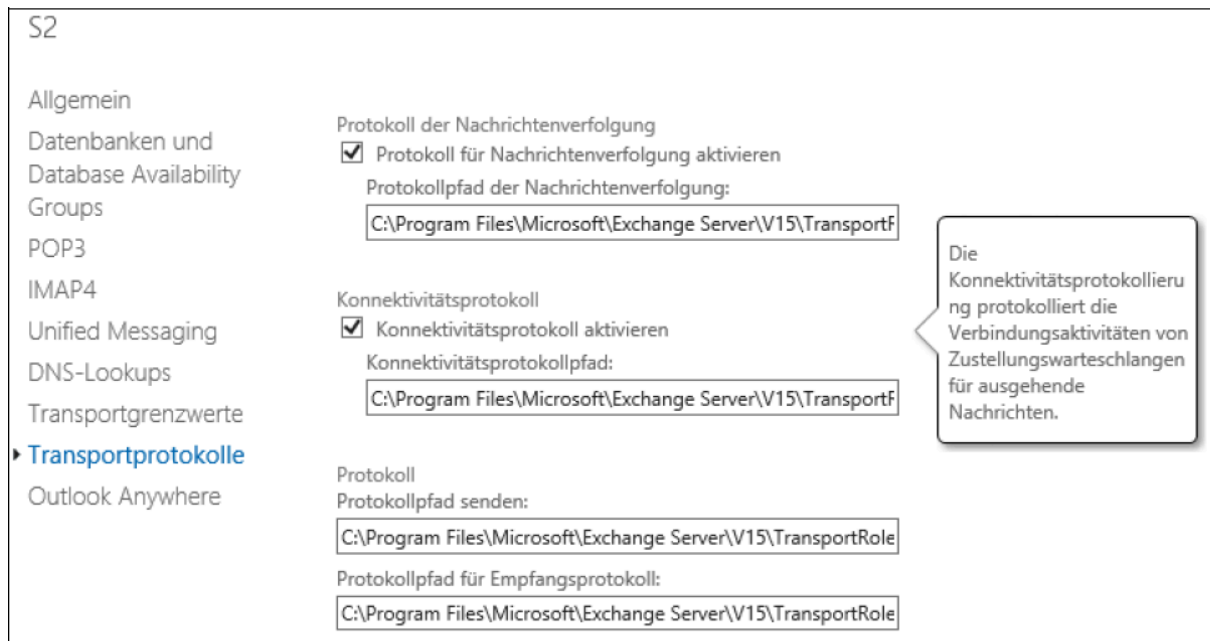 S2
Allgemein
Datenbanken und
Database Availability
Groups
POP3
IMAP4
Unified Messaging
DNS-Lookups
Transportgrenzwerte
Transportprotokolle
Outlook Anywhere
Protokoll der Nachrichtenverfolgung
Protokoll für Nachrichtenverfolgung aktivieren
Protokollpfad der Nachrichtenverfolgung:
C:\Program Files\Microsoft\Exchange Server\V15\TransportF
Konnektivitätsprotokoll
Konnektivitätsprotokoll aktivieren
Konnektivitätsprotokollpfad:
C:\Program Files\Microsoft\Exchange Server\V15\TransportF
Protokoll
Protokollpfad senden:
C:\Program Files\Microsoft\Exchange Server\V15\TransportRole
Protokollpfad für Empfangsprotokoll:
C:\Program Files\Microsoft\Exchange Server\V15\TransportRole
Die
Konnektivitätsprotokollieru
ng protokolliert die
Verbindungsaktivitäten von
Zustellungswarteschlangen
für ausgehende
Nachrichten.